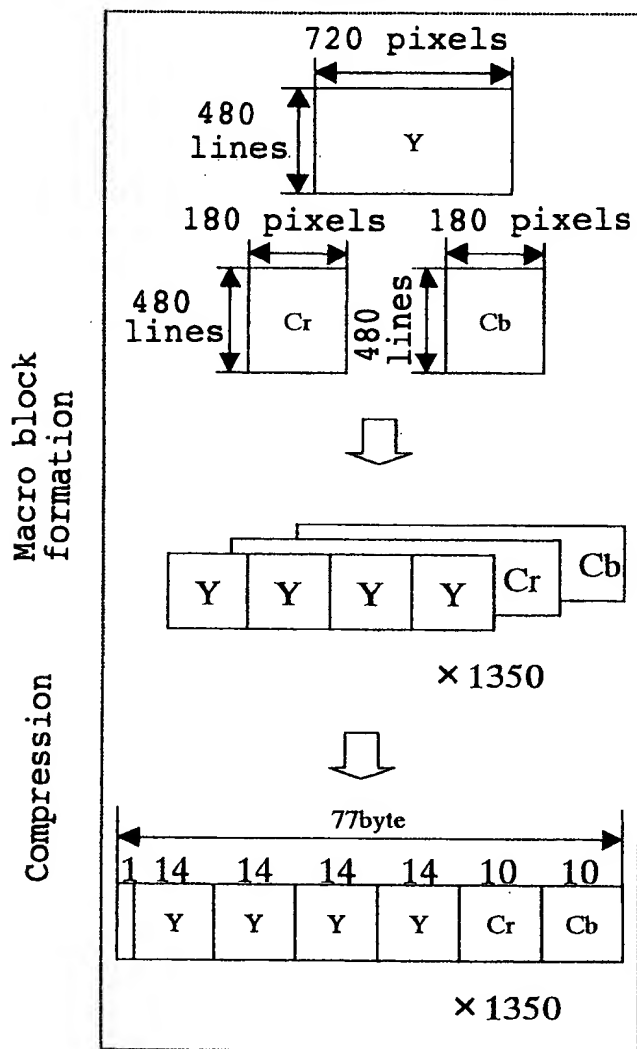 720 pixels
480
lines
Y
180 pixels
180 pixels
480
lines
Cr
480
lines
Cb
Macro block
formation
Y Y Y Y Cr Cb
×1350
Compression
77byte
1 14 14 14 14 10 10
Y Y Y Y Cr Cb
×1350